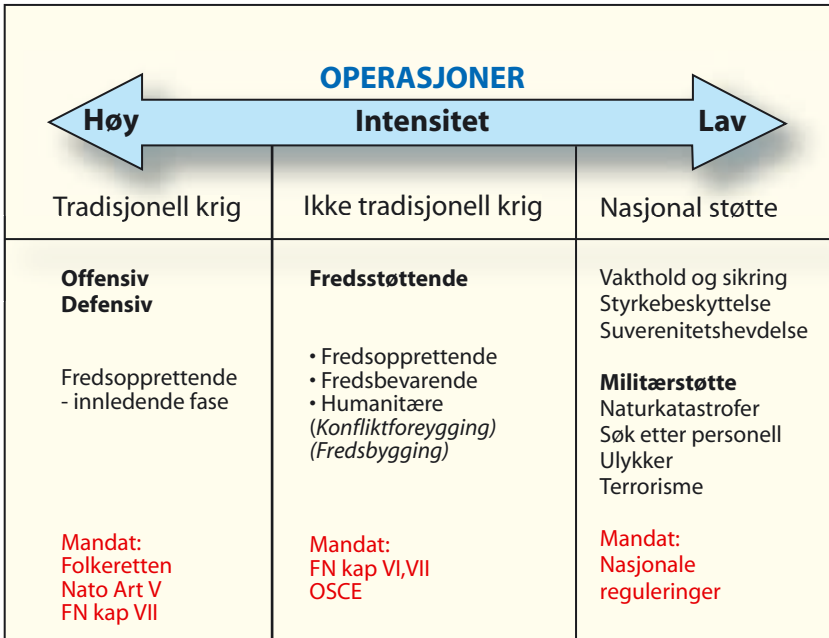 OPERASJONER
Høy Intensitet Lav
Tradisjonell krig
Offensiv
Defensiv
Fredsopprettende
- innledende fase
Mandat:
Folkeretten
Nato Art V
FN kap VII
Ikke tradisjonell krig
Fredsstøttende
• Fredsopprettende
• Fredsbevarende
• Humanitære
(Konfliktforeygging)
(Fredsbygging)
Mandat:
FN kap VI,VII
OSCE
Nasjonal støtte
Vakthold og sikring
Styrkebeskyttelse
Suverenitetshevdelse
Militærstøtte
Naturkatastrofer
Søk etter personell
Ulykker
Terrorisme
Mandat:
Nasjonale
reguleringer